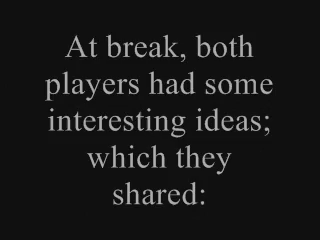 At break, both
players had some
interesting ideas;
which they
shared: